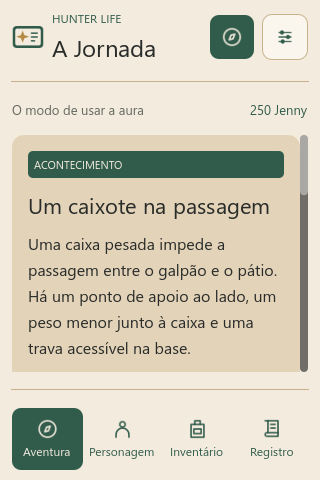 HUNTER LIFE
A Jornada
O modo de usar a aura
250 Jenny
ACONTECIMENTO
Um caixote na passagem
Uma caixa pesada impede a
passagem entre o galpão e o pátio.
Há um ponto de apoio ao lado, um
peso menor junto à caixa e uma
trava acessível na base.
Aventura
Personagem
Inventário
Registro